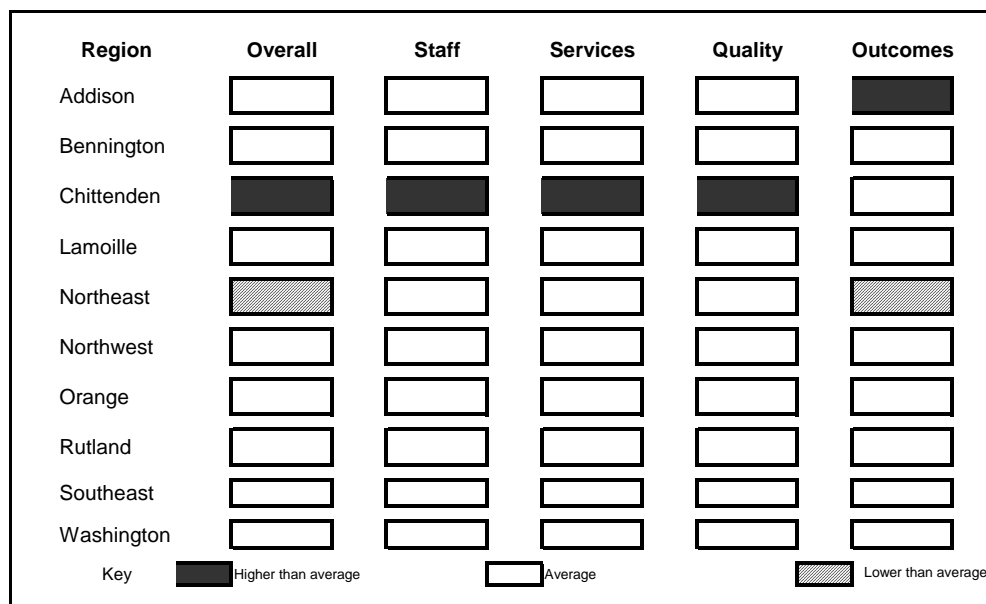 Region Overall Staff Services Quality Outcomes
Addison
Bennington
Chittenden
Lamoille
Northeast
Northwest
Orange
Rutland
Southeast
Washington
Key Higher than average Average Lower than average